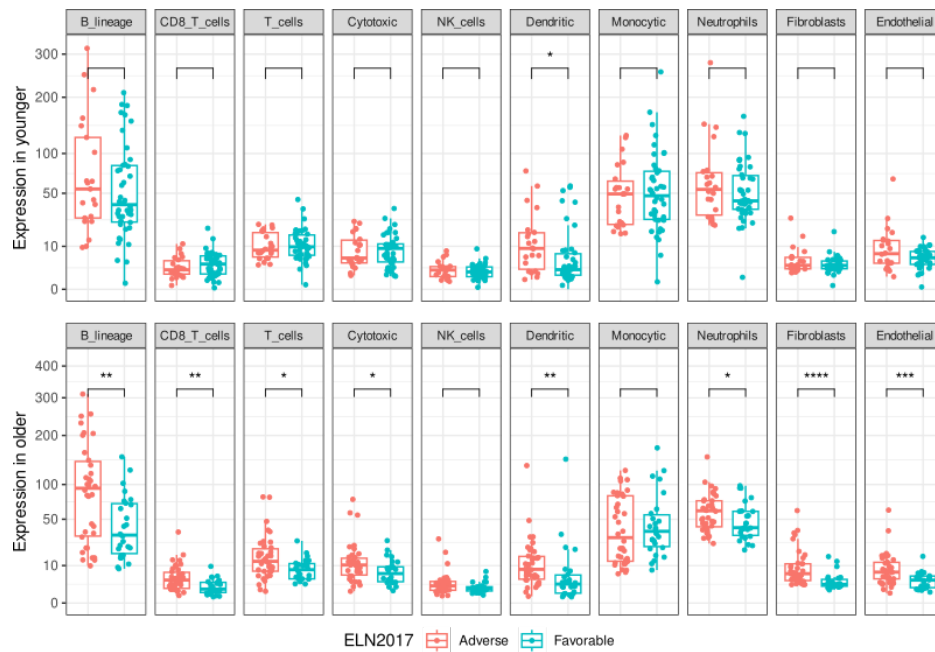 B_lineage CD8_T_cells T_cells Cytotoxic NK_cells Dendritic Monocytic Neutrophils Fibroblasts Endothelial
*
Expression in younger
300
200
100
50
10
0
B_lineage CD8_T_cells T_cells Cytotoxic NK_cells Dendritic Monocytic Neutrophils Fibroblasts Endothelial
** ** * * ** * **** ***
Expression in older
400
300
200
100
50
10
0
ELN2017 Adverse Favorable